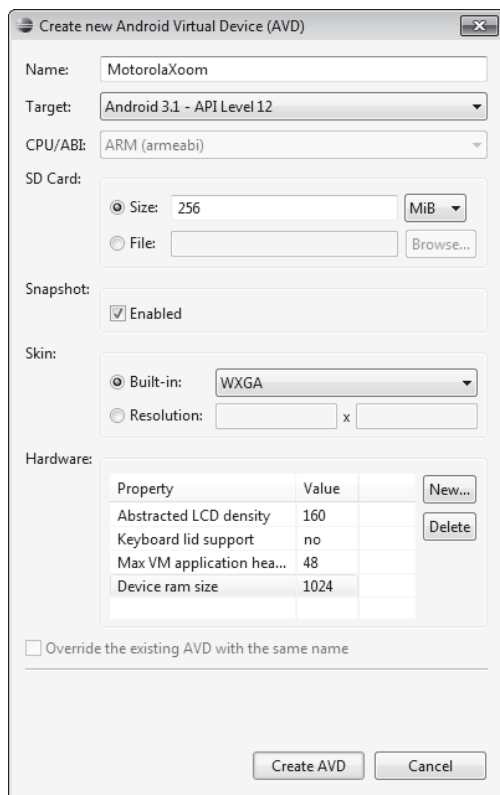 Create new Android Virtual Device (AVD)
Name: MotorolaXoom
Target: Android 3.1 - API Level 12
CPU/ABI: ARM (armeabi)
SD Card:
Size: 256 MiB
File: Browse...
Snapshot:
Enabled
Skin:
Built-in: WXGA
Resolution: x
Hardware:
Property Value New...
Abstracted LCD density 160
Keyboard lid support no Delete
Max VM application hea... 48
Device ram size 1024
Override the existing AVD with the same name
Create AVD Cancel